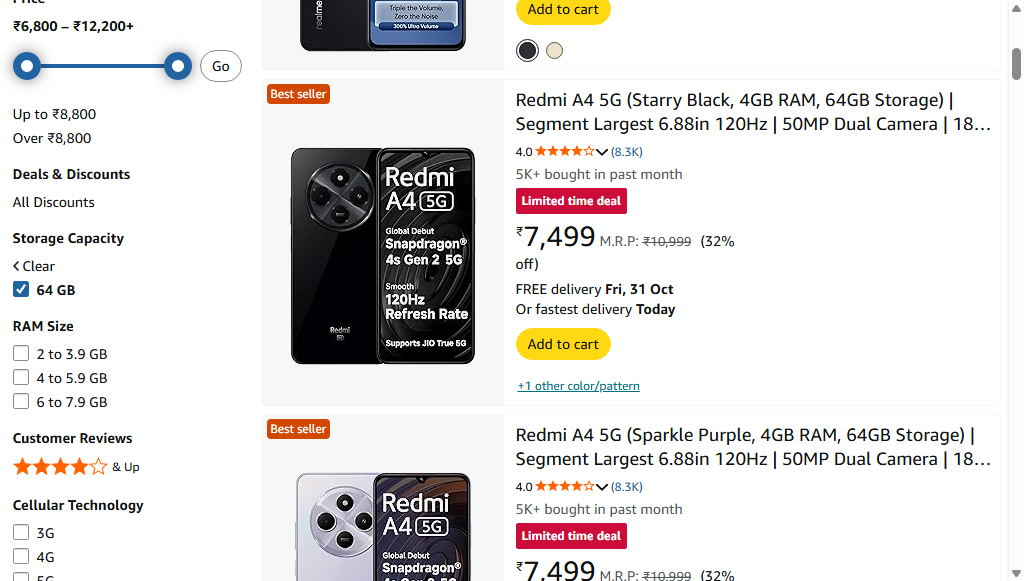 Price
₹6,800 – ₹12,200+
Go
Up to ₹8,800
Over ₹8,800
Deals & Discounts
All Discounts
Storage Capacity
Clear
64 GB
RAM Size
2 to 3.9 GB
4 to 5.9 GB
6 to 7.9 GB
Customer Reviews
& Up
Cellular Technology
3G
4G
5G
realme
Triple the Volume,
Zero the Noise
300% Ultra Volume
Add to cart
Best seller
Redmi
Redmi
A4 5G
Global Debut
Snapdragon®
4s Gen 2 5G
Smooth
120Hz
Refresh Rate
Supports JIO True 5G
Redmi A4 5G (Starry Black, 4GB RAM, 64GB Storage) |
Segment Largest 6.88in 120Hz | 50MP Dual Camera | 18…
4.0 (8.3K)
5K+ bought in past month
Limited time deal
₹7,499 M.R.P: ₹10,999 (32%
off)
FREE delivery Fri, 31 Oct
Or fastest delivery Today
Add to cart
+1 other color/pattern
Best seller
Redmi
A4 5G
Global Debut
Snapdragon®
4s Gen 2 5G
Redmi A4 5G (Sparkle Purple, 4GB RAM, 64GB Storage) |
Segment Largest 6.88in 120Hz | 50MP Dual Camera | 18…
4.0 (8.3K)
5K+ bought in past month
Limited time deal
₹7,499 M.R.P: ₹10,999 (32%